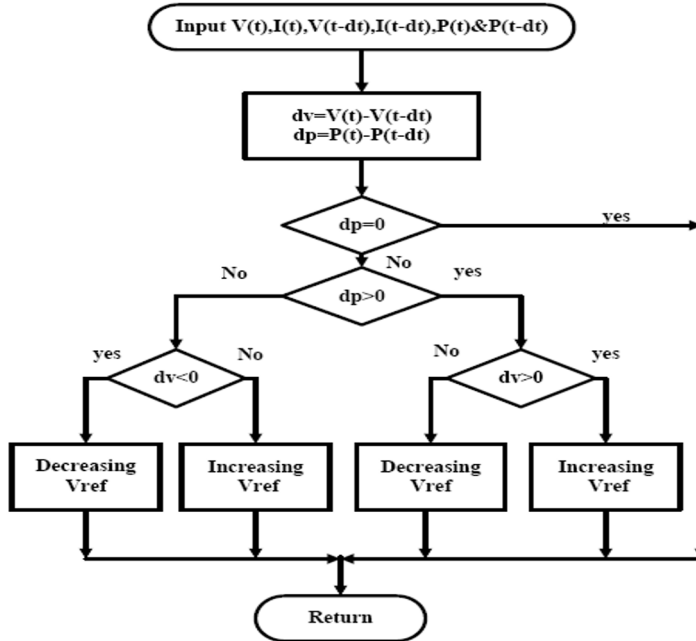 Input V(t),I(t),V(t-dt),I(t-dt),P(t)&P(t-dt)
dv=V(t)-V(t-dt)
dp=P(t)-P(t-dt)
dp=0
yes
No
No
yes
dp>0
yes
No
No
yes
dv<0
dv>0
Decreasing
Vref
Increasing
Vref
Decreasing
Vref
Increasing
Vref
Return